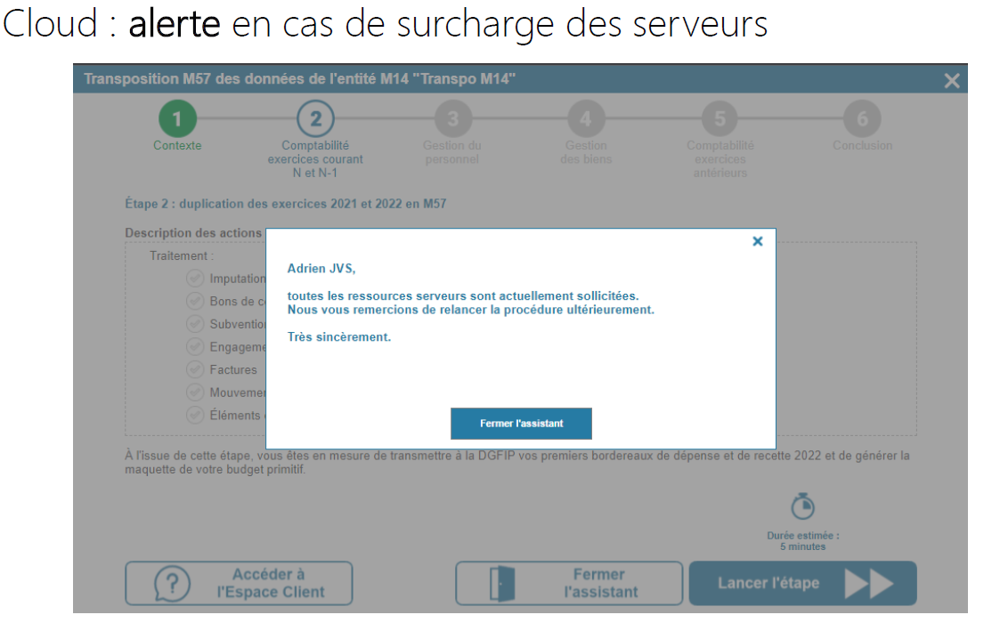 Cloud : alerte en cas de surcharge des serveurs
Transposition M57 des données de l'entité M14 "Transpo M14"
1
2
3
4
5
6
Contexte
Comptabilité
exercices courant
N et N-1
Gestion du
personnel
Gestion
des biens
Comptabilité
exercices
antérieurs
Conclusion
Étape 2 : duplication des exercices 2021 et 2022 en M57
Description des actions
Traitement :
Imputation
Bons de c
Subvention
Engageme
Factures
Mouvemen
Éléments
Adrien JVS,
toutes les ressources serveurs sont actuellement sollicitées.
Nous vous remercions de relancer la procédure ultérieurement.
Très sincèrement.
Fermer l'assistant
À l'issue de cette étape, vous êtes en mesure de transmettre à la DGFIP vos premiers bordereaux de dépense et de recette 2022 et de générer la
maquette de votre budget primitif.
Durée estimée :
5 minutes
Accéder à
l'Espace Client
Fermer
l'assistant
Lancer l'étape